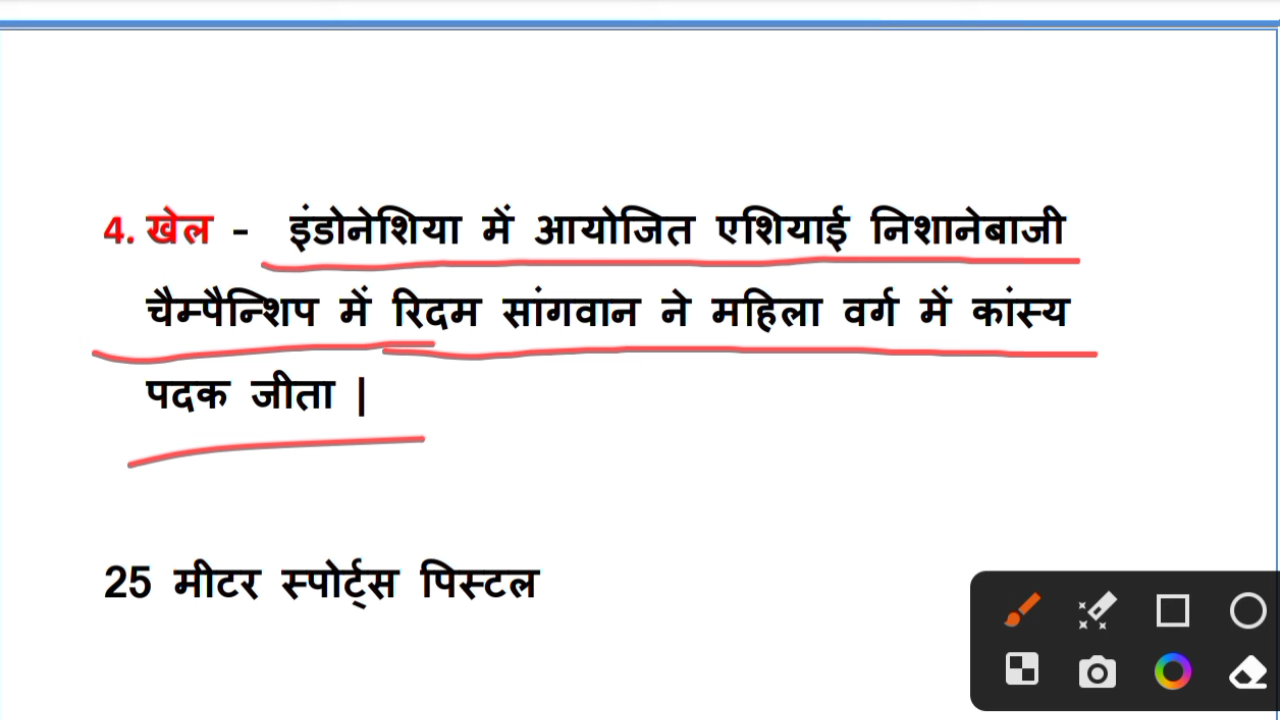 4. खेल - इंडोनेशिया में आयोजित एशियाई निशानेबाजी
चैम्पैन्शिप में रिदम सांगवान ने महिला वर्ग में कांस्य
पदक जीता |
25 मीटर स्पोर्ट्स पिस्टल